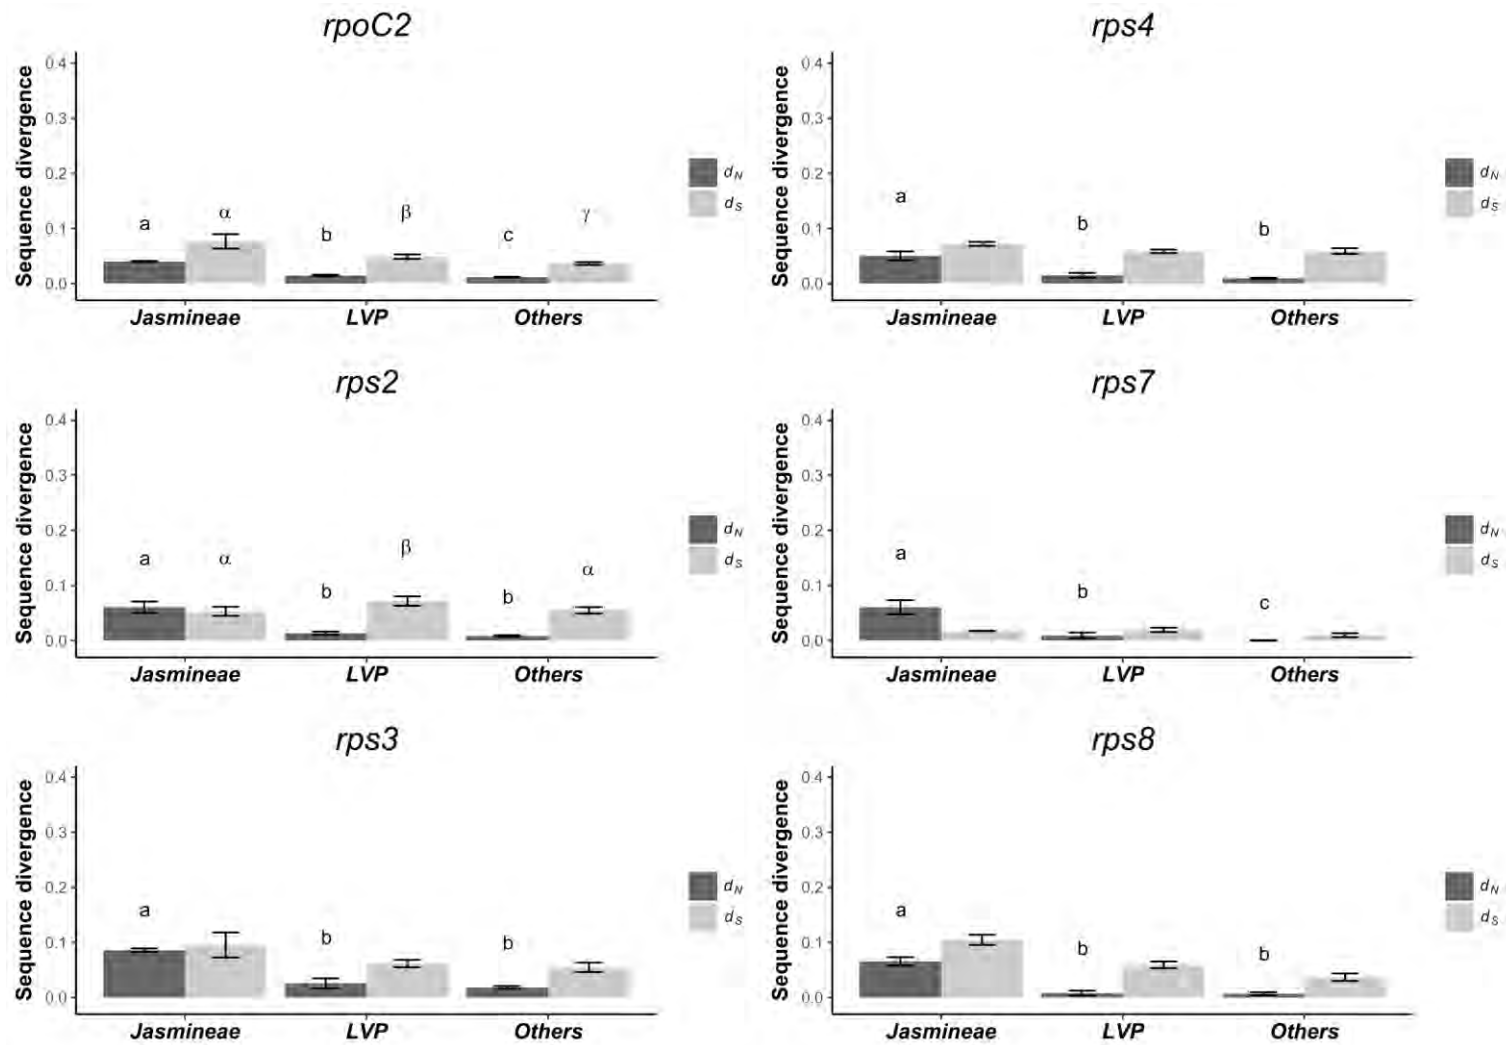 rpoC2
Sequence divergence
0.4
0.3
0.2
0.1
0.0
a
α
b
β
c
γ
Jasmineae
LVP
Others
dN
dS
rps4
Sequence divergence
0.4
0.3
0.2
0.1
0.0
a
b
b
Jasmineae
LVP
Others
dN
dS
rps2
Sequence divergence
0.4
0.3
0.2
0.1
0.0
a
α
b
β
b
α
Jasmineae
LVP
Others
dN
dS
rps7
Sequence divergence
0.4
0.3
0.2
0.1
0.0
a
b
c
Jasmineae
LVP
Others
dN
dS
rps3
Sequence divergence
0.4
0.3
0.2
0.1
0.0
a
b
b
Jasmineae
LVP
Others
dN
dS
rps8
Sequence divergence
0.4
0.3
0.2
0.1
0.0
a
b
b
Jasmineae
LVP
Others
dN
dS